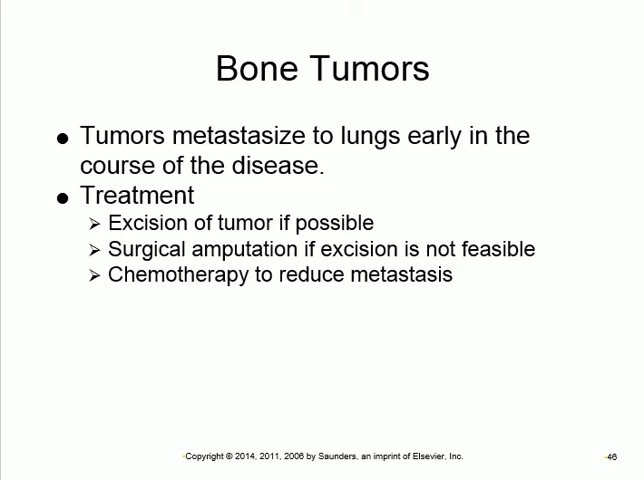 Bone Tumors
● Tumors metastasize to lungs early in the
course of the disease.
● Treatment
➢ Excision of tumor if possible
➢ Surgical amputation if excision is not feasible
➢ Chemotherapy to reduce metastasis
•Copyright © 2014, 2011, 2006 by Saunders, an imprint of Elsevier, Inc.
•46